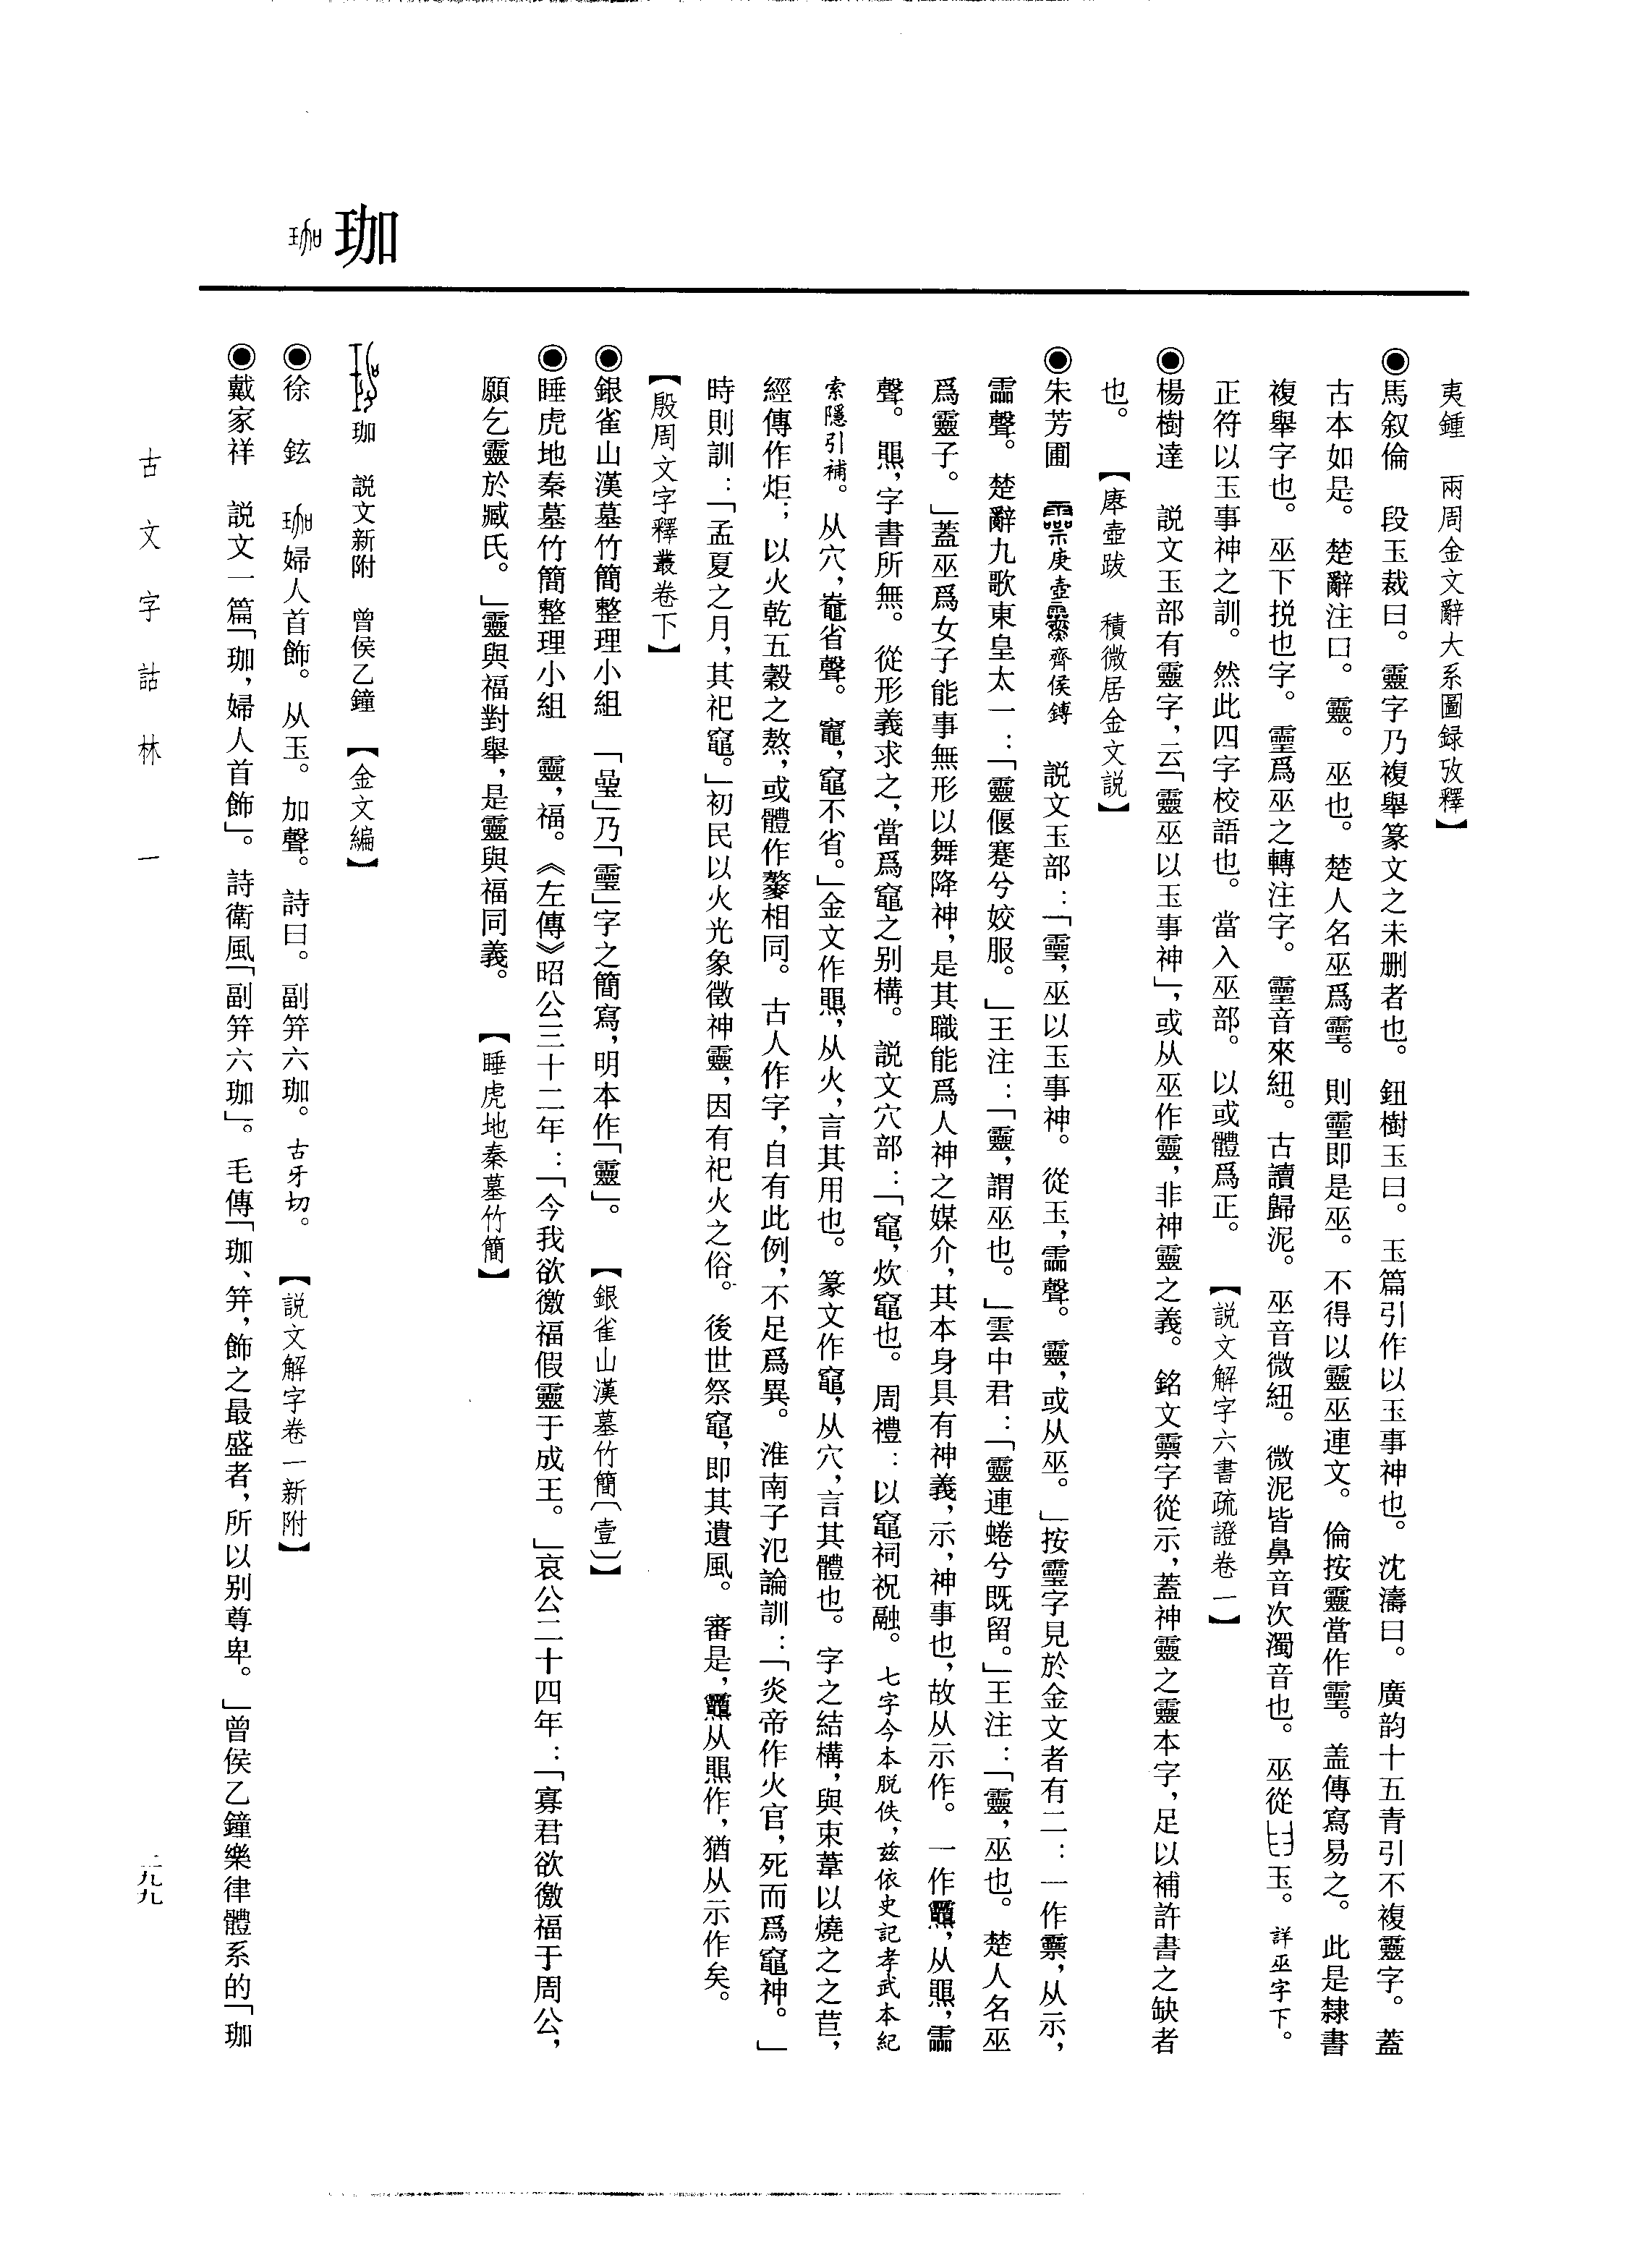 珈
夷鍾　兩周金文辭大系圖録攷釋】
◉馬叙倫　段玉裁曰。靈字乃複舉篆文之未删者也。鈕樹玉曰。玉篇引作以玉事神也。沈濤曰。廣韵十五青引不複靈字。蓋
古本如是。楚辭注口。靈。巫也。楚人名巫爲靈。則靈即是巫。不得以靈巫連文。倫按靈當作靈。盖傳寫易之。此是隸書
複舉字也。巫下挩也字。靈爲巫之轉注字。靈音來紐。古讀歸泥。巫音微紐。微泥皆鼻音次濁音也。巫從玉。詳巫字下。
正符以玉事神之訓。然此四字校語也。當入巫部。以或體爲正。　【説文解字六書疏證卷一】
◉楊樹達　説文玉部有靈字，云「靈巫以玉事神」，或从巫作靈，非神靈之義。銘文霝字從示，蓋神靈之靈本字，足以補許書之缺者
也。　【庚壺跋　積微居金文説】
◉朱芳圃　庚壺　齊侯鎛　説文玉部：「靈，巫以玉事神。從玉，霝聲。靈，或从巫。」按靈字見於金文者有二：一作，从示，
霝聲。楚辭九歌東皇太一：「靈偃蹇兮姣服。」王注：「靈，謂巫也。」雲中君：「靈連蜷兮既留。」王注：「靈，巫也。楚人名巫
爲靈子。」蓋巫爲女子能事無形以舞降神，是其職能爲人神之媒介，其本身具有神義，示，神事也，故从示作。一作，从，霝
聲。，字書所無。從形義求之，當爲竈之別構。説文穴部：「竈，炊竈也。周禮：以竈祠祝融。七字今本脱佚，兹依史記孝武本紀
索隱引補。从穴，鼀省聲。竈，竈不省。」金文作，从火，言其用也。篆文作竈，从穴，言其體也。字之結構，與束葦以燒之之苣，
經傳作炬；以火乾五穀之熬，或體作相同。古人作字，自有此例，不足爲異。淮南子氾論訓：「炎帝作火官，死而爲竈神。」
時則訓：「孟夏之月，其祀竈。」初民以火光象徵神靈，因有祀火之俗。後世祭竈，即其遺風。審是，从作，猶从示作矣。
【殷周文字釋叢卷下】
◉銀雀山漢墓竹簡整理小組　「」乃「靈」字之簡寫，明本作「靈」。　【銀雀山漢墓竹簡〔壹〕】
◉睡虎地秦墓竹簡整理小組　靈，福。《左傳》昭公三十二年：「今我欲徼福假靈于成王。」哀公二十四年：「寡君欲徼福于周公，
願乞靈於臧氏。」靈與福對舉，是靈與福同義。　【睡虎地秦墓竹簡】
珈　説文新附　曾侯乙鐘　【金文編】
◉徐　鉉　珈婦人首飾。从玉。加聲。詩曰。副笄六珈。古牙切。　【説文解字卷一新附】
◉戴家祥　説文一篇「珈，婦人首飾」。詩衛風「副笄六珈」。毛傳「珈、笄，飾之最盛者，所以別尊卑。」曾侯乙鐘樂律體系的「珈
古文字詁林　一
二九九